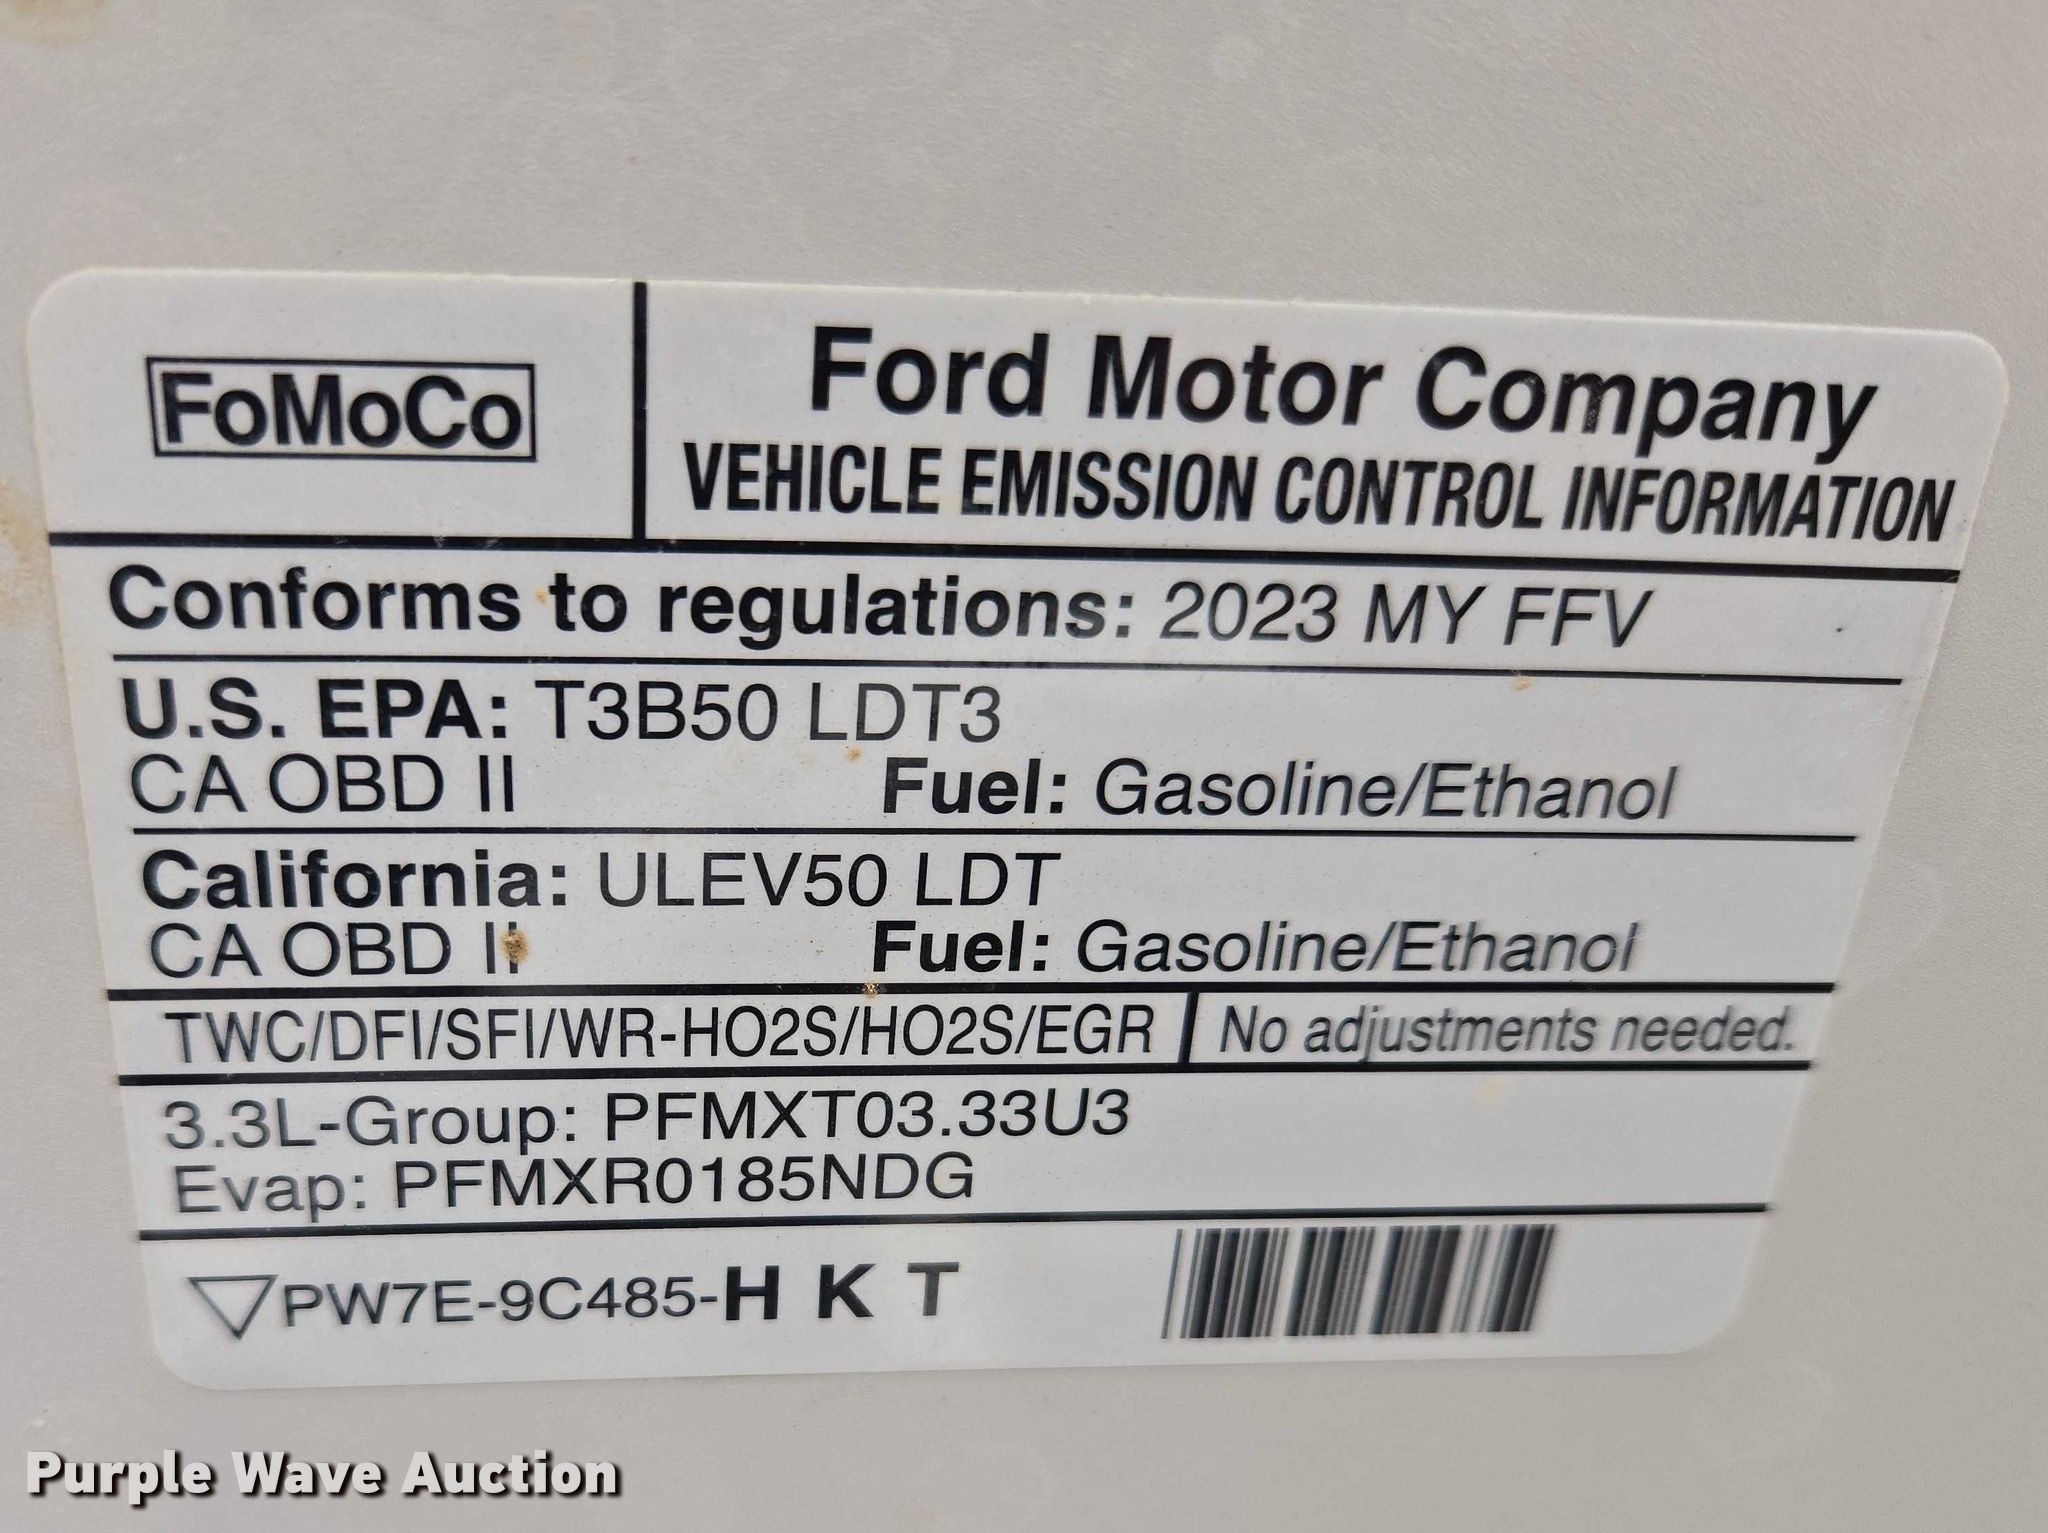 FoMoCo
Ford Motor Company
VEHICLE EMISSION CONTROL INFORMATION
Conforms to regulations: 2023 MY FFV
U.S. EPA: T3B50 LDT3
CA OBD II Fuel: Gasoline/Ethanol
California: ULEV50 LDT
CA OBD II Fuel: Gasoline/Ethanol
TWC/DFI/SFI/WR-HO2S/HO2S/EGR No adjustments needed.
3.3L-Group: PFMXT03.33U3
Evap: PFMXR0185NDG
PW7E-9C485-H K T
Purple Wave Auction